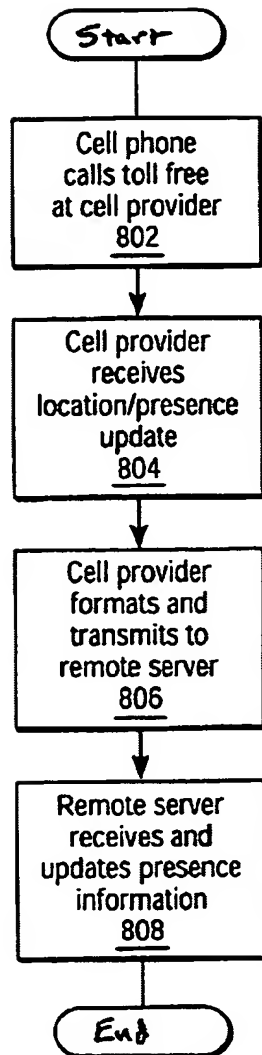 Start
Cell phone
calls toll free
at cell provider
802
Cell provider
receives
location/presence
update
804
Cell provider
formats and
transmits to
remote server
806
Remote server
receives and
updates presence
information
808
End